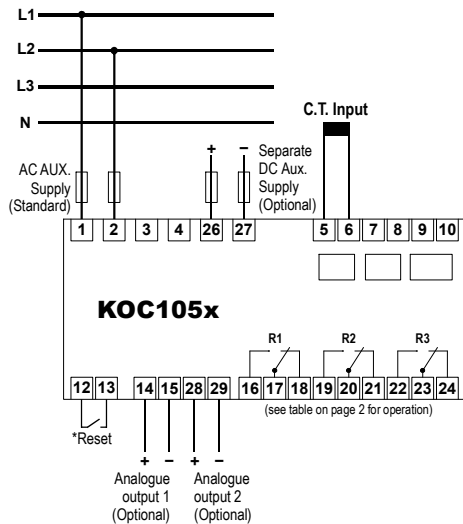 L1
L2
L3
N
C.T. Input
+ − Separate
DC Aux.
Supply
(Optional)
AC AUX.
Supply
(Standard)
1 2 3 4 26 27 5 6 7 8 9 10
KOC105x
R1 R2 R3
12 13 14 15 28 29 16 17 18 19 20 21 22 23 24
(see table on page 2 for operation)
*Reset
+ − + −
Analogue
output 1
(Optional)
Analogue
output 2
(Optional)